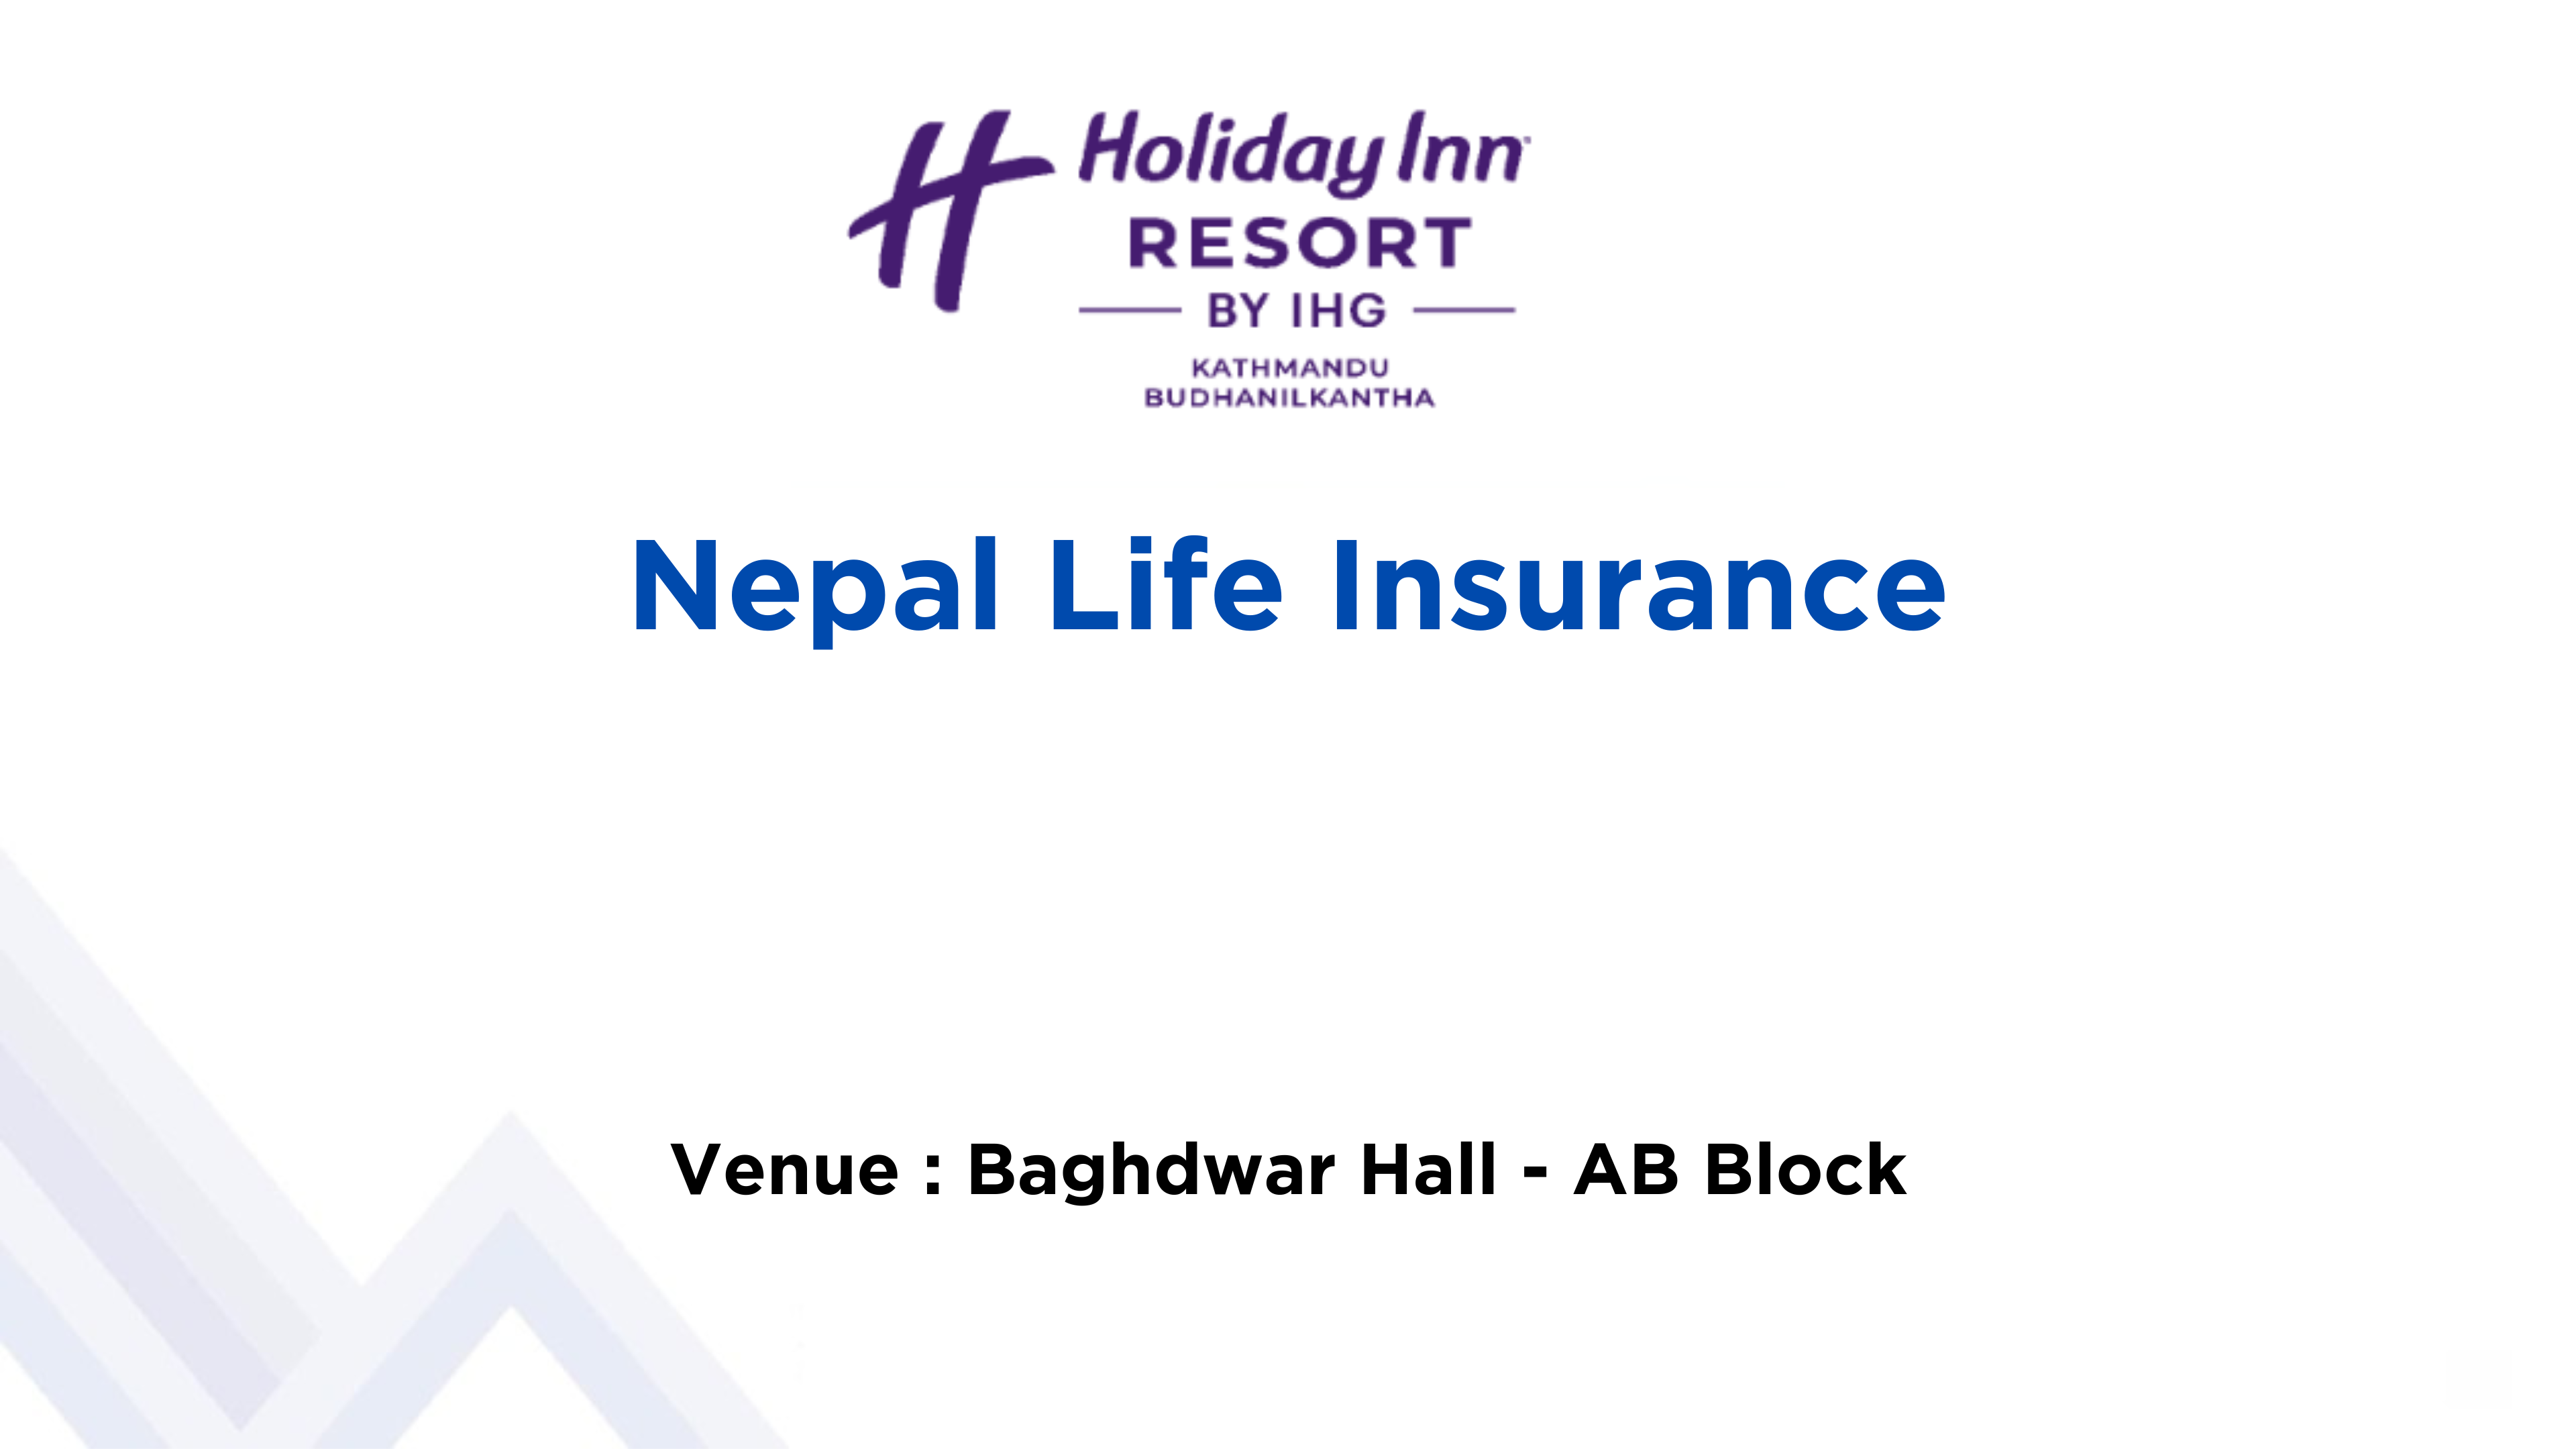 Holiday Inn
RESORT
BY IHG
KATHMANDU
BUDHANILKANTHA
Nepal Life Insurance
Venue : Baghdwar Hall - AB Block